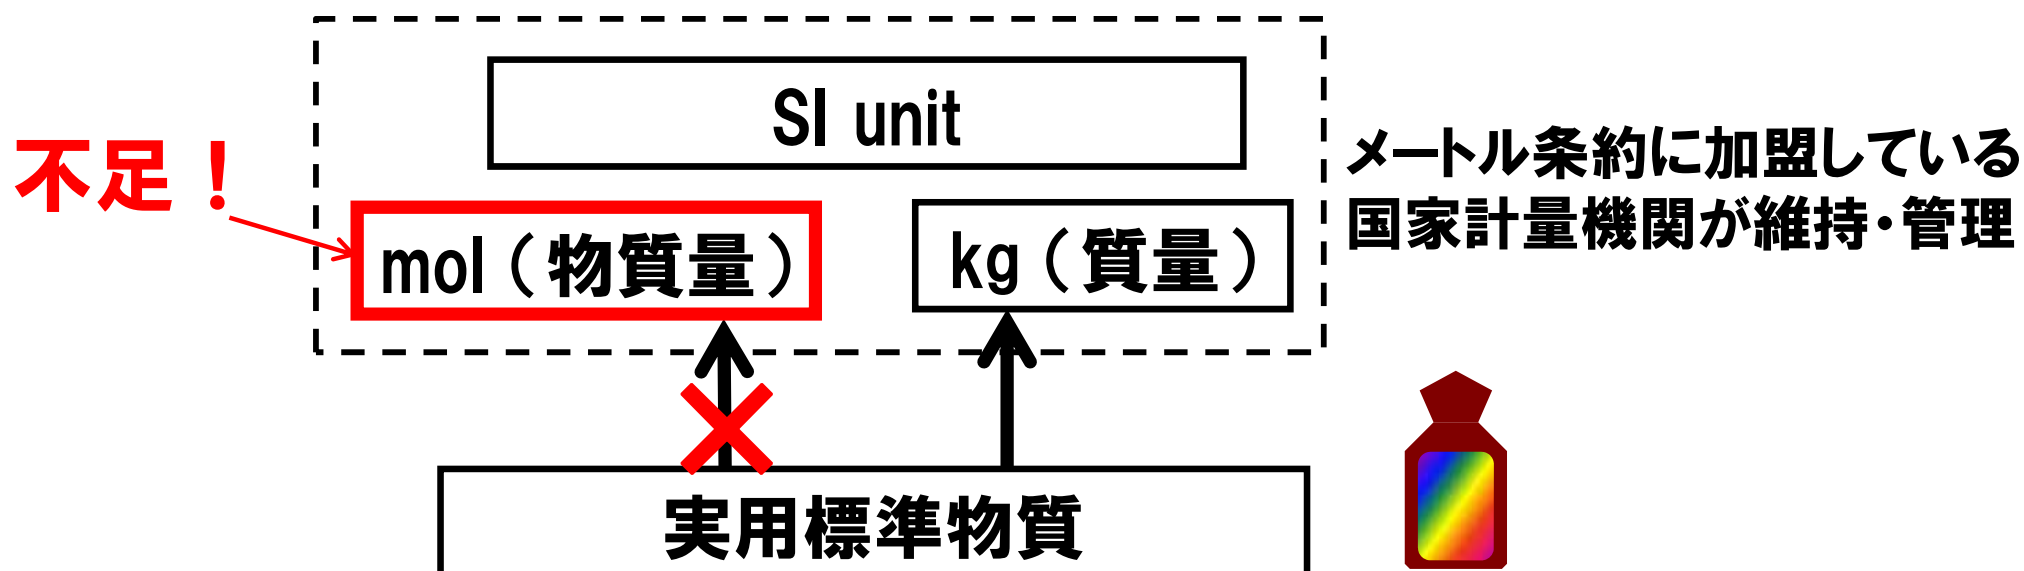 SI unit
不足！
mol（物質量）
kg（質量）
メートル条約に加盟している
国家計量機関が維持・管理
実用標準物質